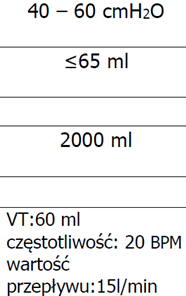 40 – 60 cmH2O
≤65 ml
2000 ml
VT:60 ml
częstotliwość: 20 BPM
wartość
przepływu:15l/min